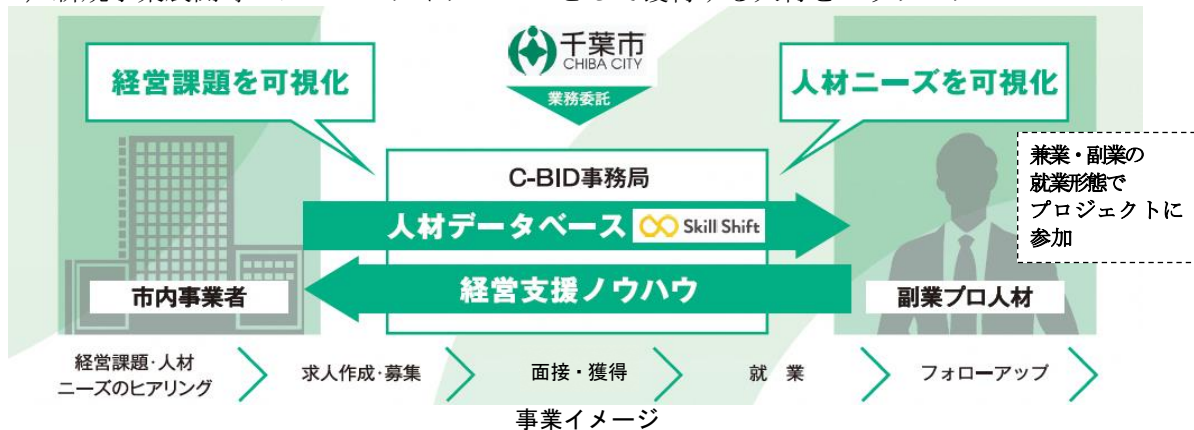 千葉市
CHIBA CITY
業務委託
経営課題を可視化
人材ニーズを可視化
兼業・副業の
就業形態で
プロジェクトに
参加
C-BID事務局
人材データベース Skill Shift
経営支援ノウハウ
市内事業者
副業プロ人材
経営課題・人材
ニーズのヒアリング
求人作成・募集
面接・獲得
就 業
フォローアップ
事業イメージ